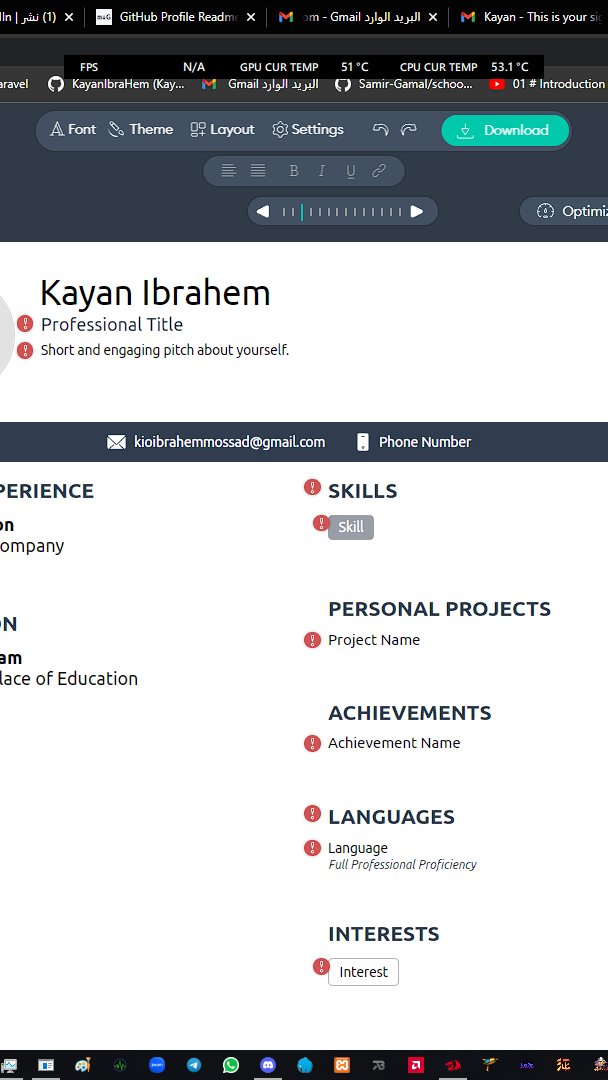 lIn | نشر (1)
GitHub Profile Readme
om - Gmail البريد الوارد
Kayan - This is your sid
FPS N/A GPU CUR TEMP 51 °C CPU CUR TEMP 53.1 °C
aravel
KayanIbraHem (Kay...
Gmail البريد الوارد
Samir-Gamal/schoo...
01 # Introduction
Font
Theme
Layout
Settings
Download
B I U
Optimiz
Kayan Ibrahem
Professional Title
Short and engaging pitch about yourself.
kioibrahemmossad@gmail.com
Phone Number
PERIENCE
on
ompany
ON
am
lace of Education
SKILLS
Skill
PERSONAL PROJECTS
Project Name
ACHIEVEMENTS
Achievement Name
LANGUAGES
Language
Full Professional Proficiency
INTERESTS
Interest